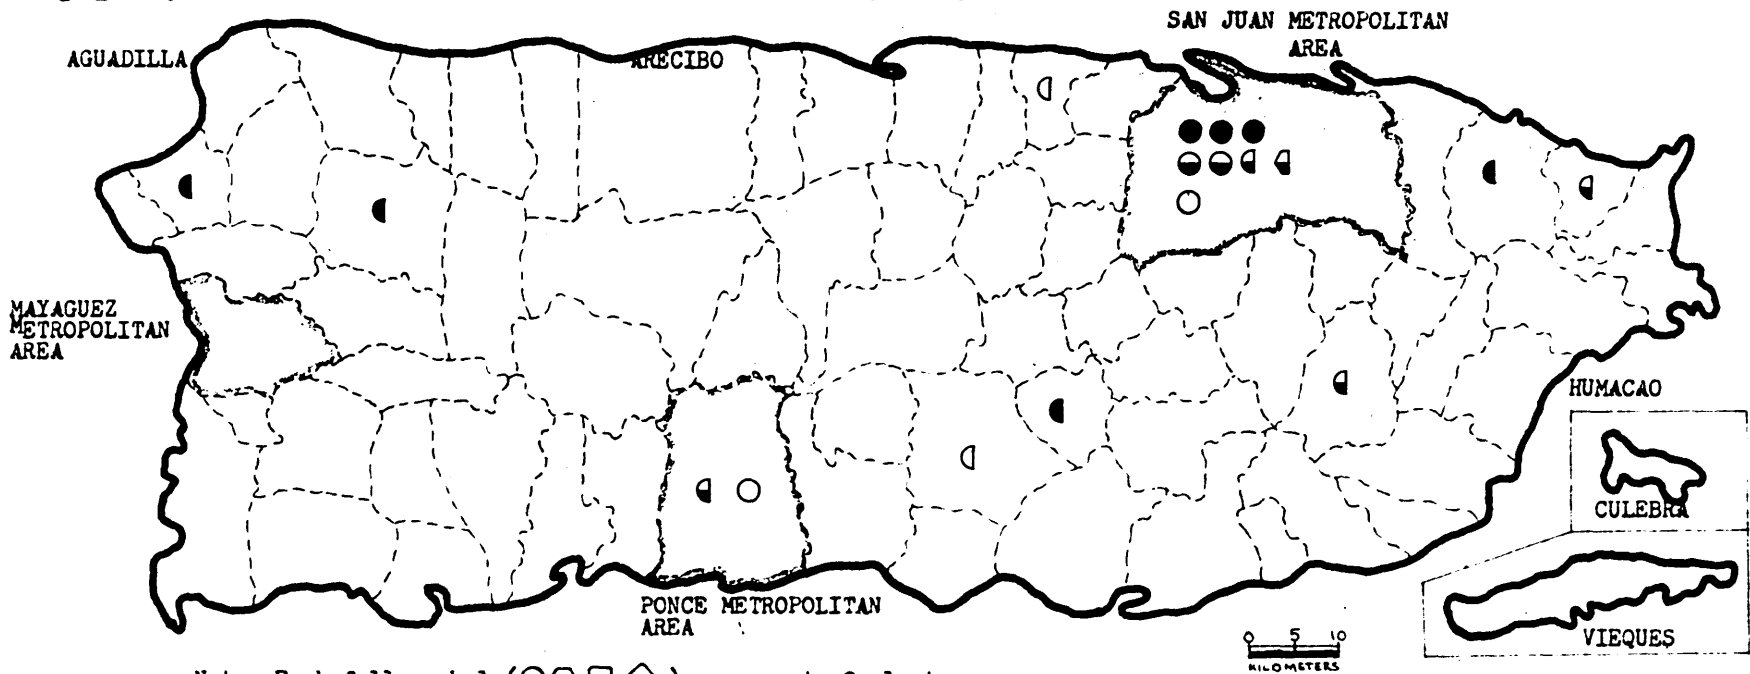 SAN JUAN METROPOLITAN
AREA
AGUADILLA
ARECIBO
MAYAGUEZ
METROPOLITAN
AREA
HUMACAO
CULEBRA
PONCE METROPOLITAN
AREA
VIEQUES
0 5 10
KILOMETERS